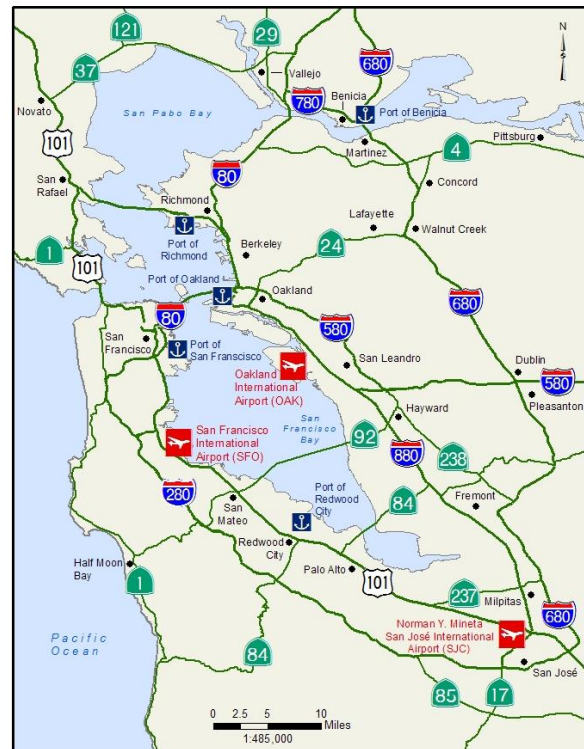 121
29
37
Vallejo
680
N
780
Benicia
San Pabo Bay
Port of Benicia
Novato
101
Martinez
Pittsburg
4
San
Rafael
80
Concord
Richmond
Lafayette
Walnut Creek
1
Port of
Richmond
24
101
Berkeley
Port of Oakland
Oakland
680
80
580
San
Francisco
Port of
San Franscisco
San Leandro
Dublin
Oakland
International
Airport (OAK)
580
Pleasanton
San
Francisco
Bay
Hayward
San Francisco
International
Airport (SFO)
92
880
238
280
Port of
Redwood
City
84
Fremont
San
Mateo
Redwood
City
Half Moon
Bay
Palo Alto
101
1
237
Milpitas
680
Norman Y. Mineta
San José International
Airport (SJC)
Pacific
Ocean
84
San José
85
17
0 2.5 5 10
Miles
1:485,000